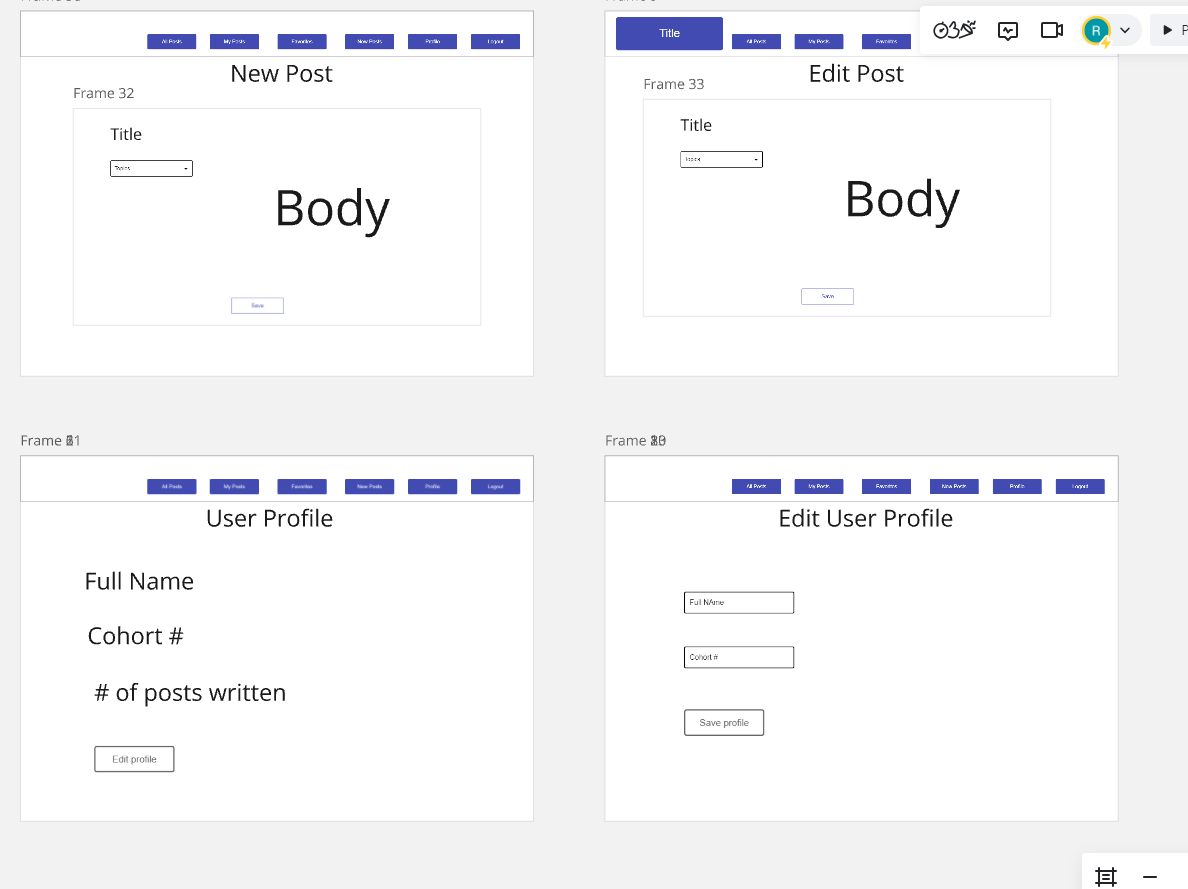 Title
All Posts My Posts Favorites New Posts Profile Logout
All Posts My Posts Favorites
R
New Post
Edit Post
Frame 32
Frame 33
Title
Topics
Body
Save
Title
Topics
Body
Save
Frame
All Posts My Posts Favorites New Posts Profile Logout
User Profile
Full Name
Cohort #
# of posts written
Edit profile
Frame
All Posts My Posts Favorites New Posts Profile Logout
Edit User Profile
Full NAme
Cohort #
Save profile